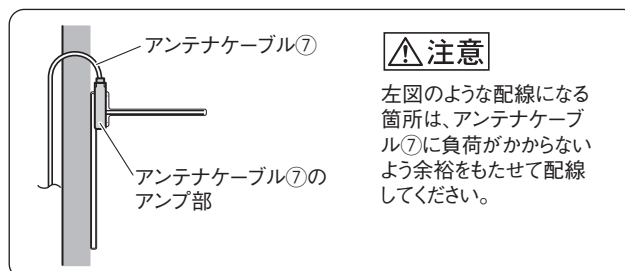 アンテナケーブル⑦
アンテナケーブル⑦の
アンプ部
注意
左図のような配線になる
箇所は、アンテナケーブ
ル⑦に負荷がかからない
よう余裕をもたせて配線
してください。